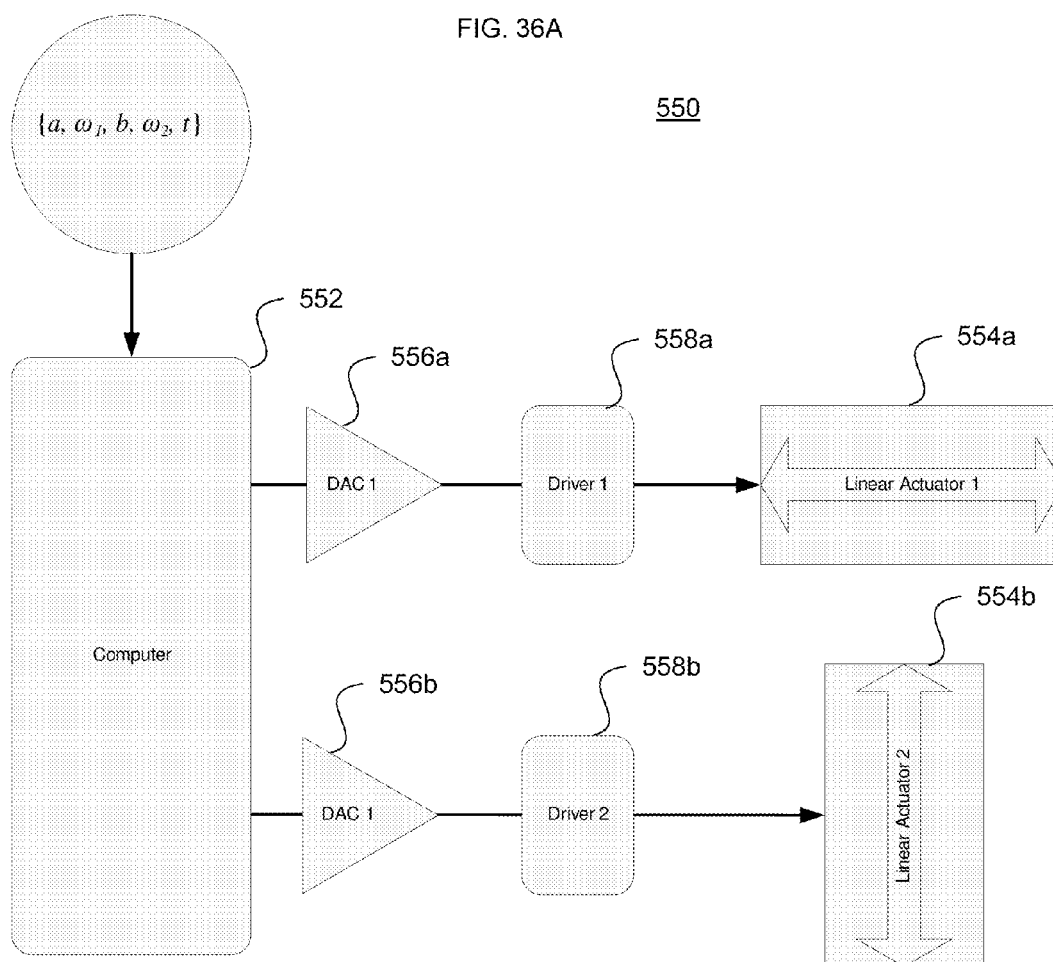 FIG. 36A
550
{a, ω1, b, ω2, t}
552
556a
558a
554a
DAC 1
Driver 1
Linear Actuator 1
554b
Computer
556b
558b
DAC 1
Driver 2
Linear Actuator 2